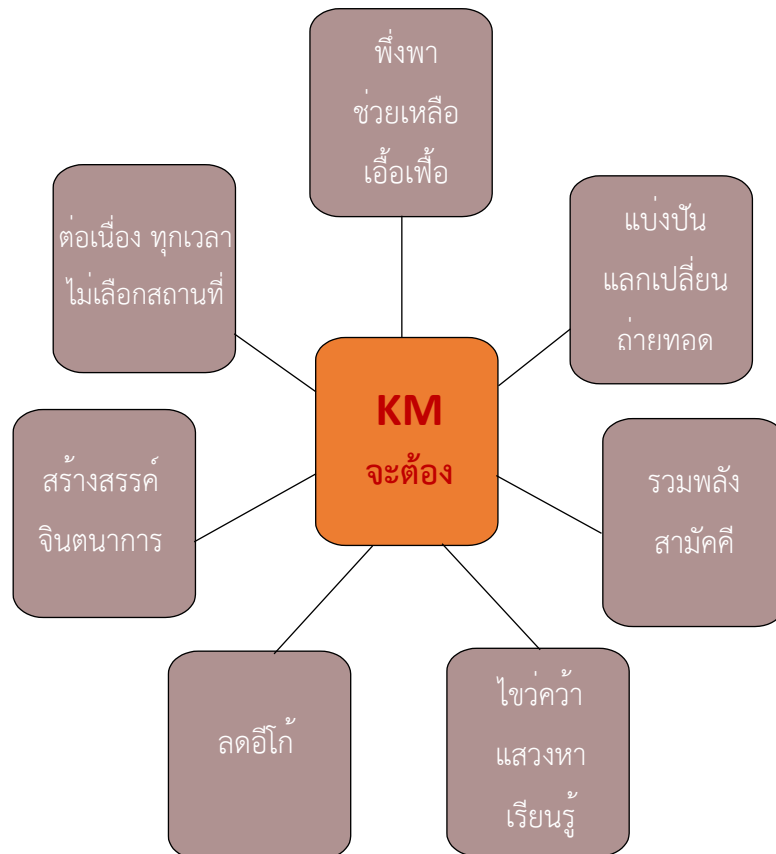 พึ่งพา
ช่วยเหลือ
เอื้อเฟื้อ
แบ่งปัน
แลกเปลี่ยน
ถ่ายทอด
ต่อเนื่อง ทุกเวลา
ไม่เลือกสถานที่
KM
จะต้อง
สร้างสรรค์
จินตนาการ
รวมพลัง
สามัคคี
ลดอีโก้
ไขว่คว้า
แสวงหา
เรียนรู้